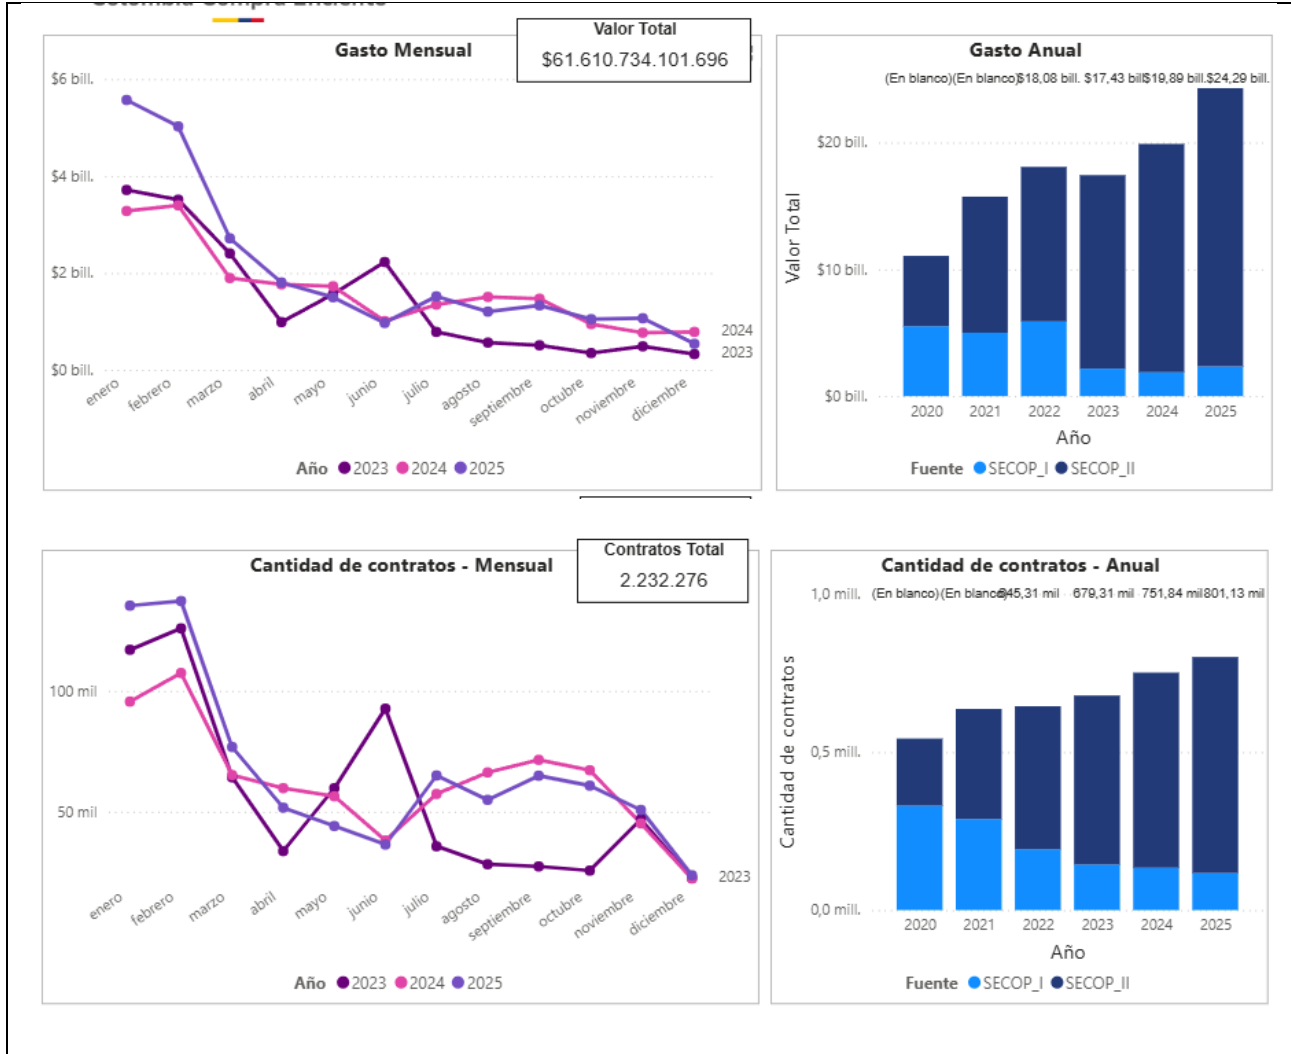 Colombia Compra Eficiente
Gasto Mensual
Valor Total
$61.610.734.101.696
$6 bill.
$4 bill.
$2 bill.
$0 bill.
2024
2023
enero
febrero
marzo
abril
mayo
junio
julio
agosto
septiembre
octubre
noviembre
diciembre
Año 2023 2024 2025
Gasto Anual
(En blanco) (En blanco) $18,08 bill. $17,43 bill. $19,89 bill. $24,29 bill.
$20 bill.
$10 bill.
$0 bill.
Valor Total
2020 2021 2022 2023 2024 2025
Año
Fuente SECOP_I SECOP_II
Cantidad de contratos - Mensual
Contratos Total
2.232.276
100 mil
50 mil
2023
enero
febrero
marzo
abril
mayo
junio
julio
agosto
septiembre
octubre
noviembre
diciembre
Año 2023 2024 2025
Cantidad de contratos - Anual
1,0 mill.
(En blanco) (En blanco) 645,31 mil 679,31 mil 751,84 mil 801,13 mil
0,5 mill.
0,0 mill.
Cantidad de contratos
2020 2021 2022 2023 2024 2025
Año
Fuente SECOP_I SECOP_II